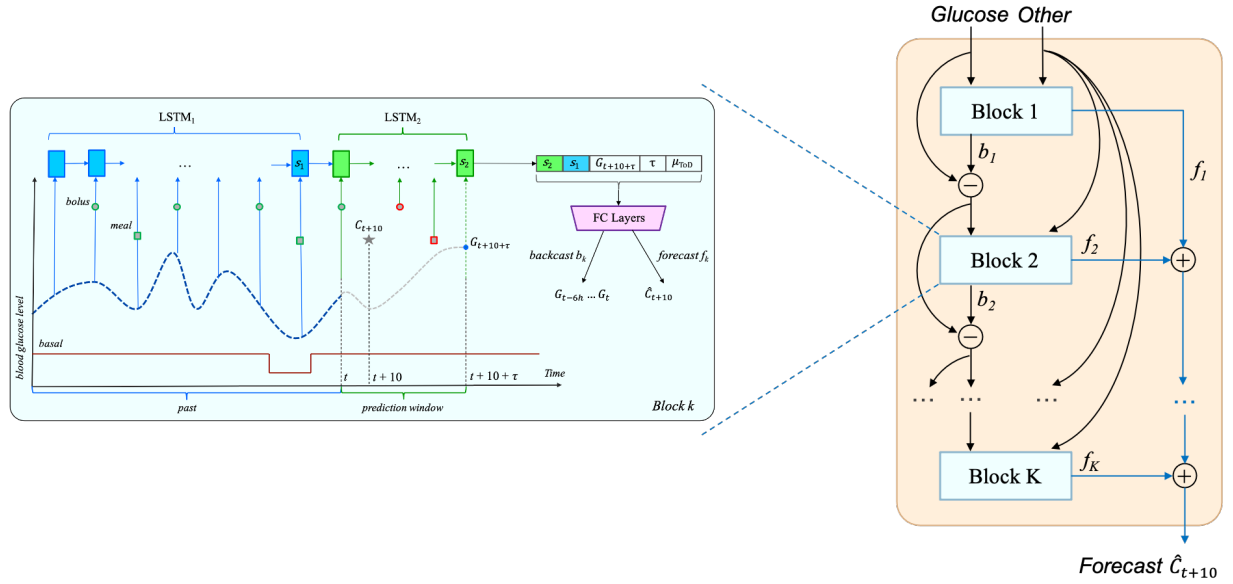 LSTM₁
LSTM₂
s₁
...
s₂
s₂ s₁ G_{t+10+τ} τ μ_{ToD}
bolus
meal
C_{t+10}
G_{t+10+τ}
FC Layers
backcast b_k
forecast f_k
G_{t−6h} ... G_t
Ĉ_{t+10}
blood glucose level
basal
t
t + 10
t + 10 + τ
Time
past
prediction window
Block k
Glucose Other
Block 1
b₁
f₁
−
Block 2
f₂
+
b₂
−
... ... ... ...
Block K
f_K
+
Forecast Ĉ_{t+10}